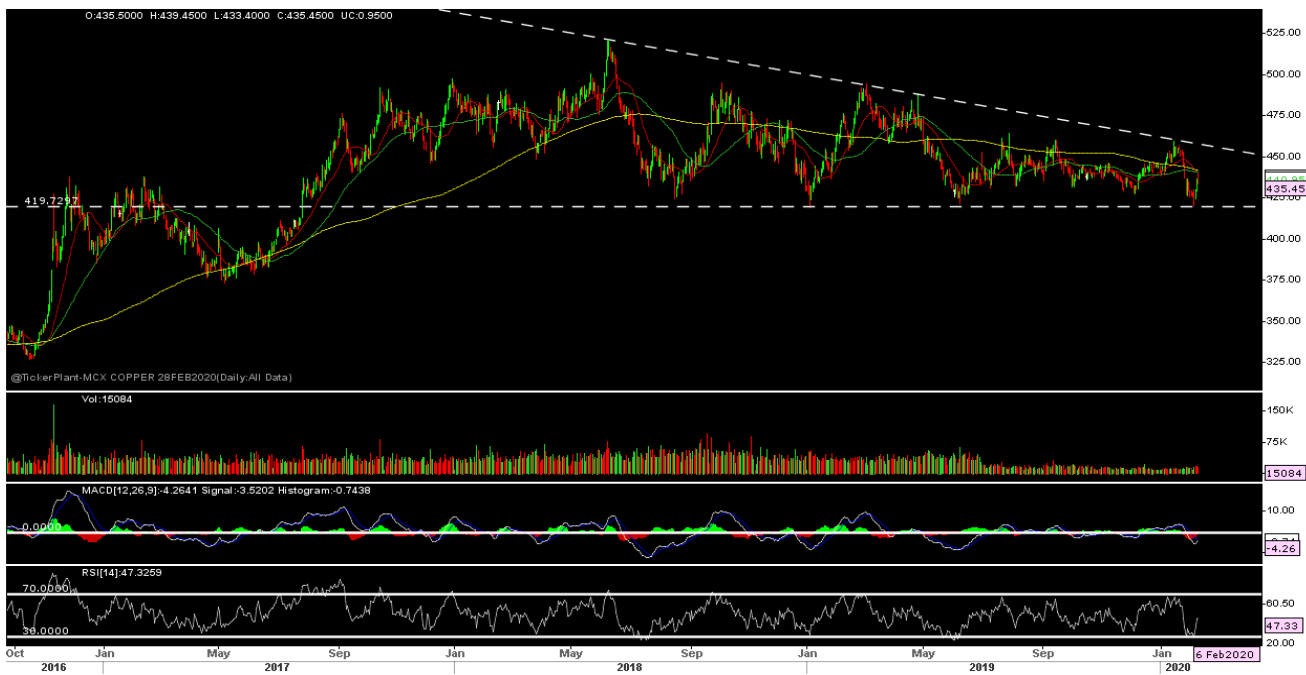 O:435.5000 H:439.4500 L:433.4000 C:435.4500 UC:0.9500
525.00
500.00
475.00
450.00
435.45
419.7297
400.00
375.00
350.00
325.00
@TickerPlant-MCX COPPER 28FEB2020(Daily:All Data)
Vol:15084
150K
75K
15084
MACD[12,26,9]:-4.2641 Signal:-3.5202 Histogram:-0.7438
10.00
0.0000
-4.26
RSI[14]:47.3259
70.0000
60.50
47.33
30.0000
20.00
Oct Jan May Sep Jan May Sep Jan May Sep Jan 6 Feb2020
2016 2017 2018 2019 2020